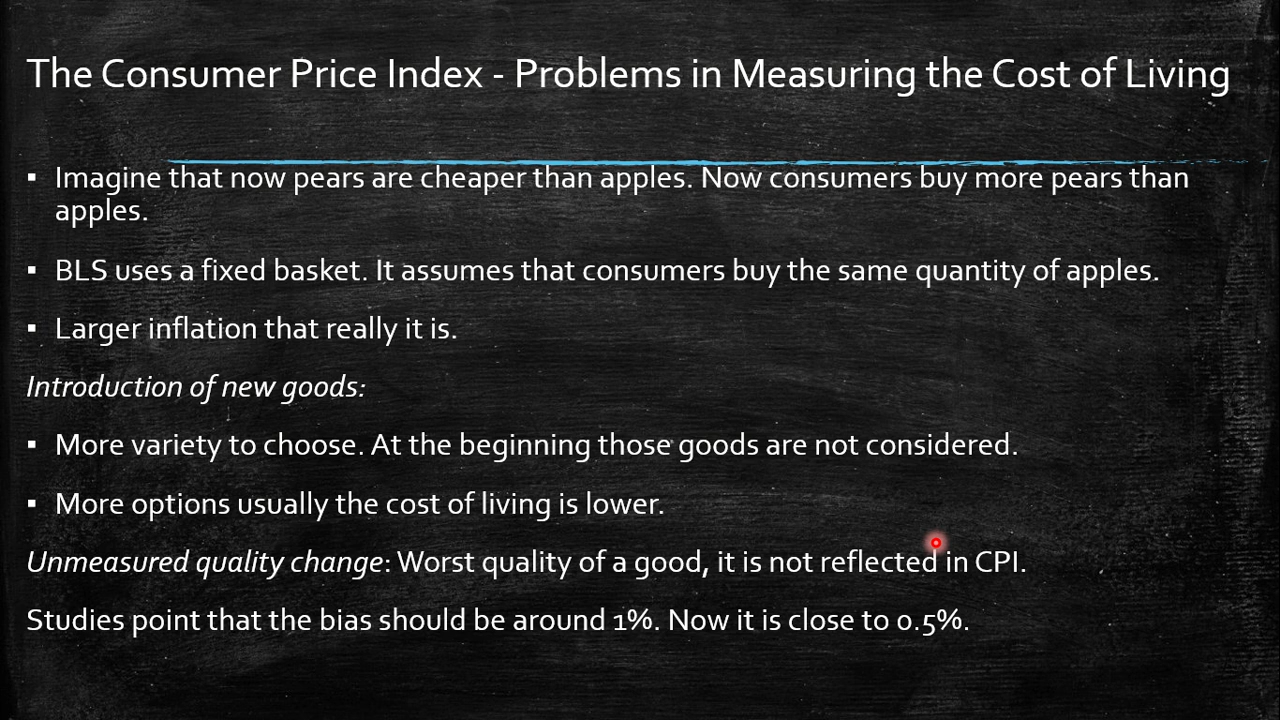 The Consumer Price Index - Problems in Measuring the Cost of Living
▪ Imagine that now pears are cheaper than apples. Now consumers buy more pears than
apples.
▪ BLS uses a fixed basket. It assumes that consumers buy the same quantity of apples.
▪ Larger inflation that really it is.
Introduction of new goods:
▪ More variety to choose. At the beginning those goods are not considered.
▪ More options usually the cost of living is lower.
Unmeasured quality change: Worst quality of a good, it is not reflected in CPI.
Studies point that the bias should be around 1%. Now it is close to 0.5%.